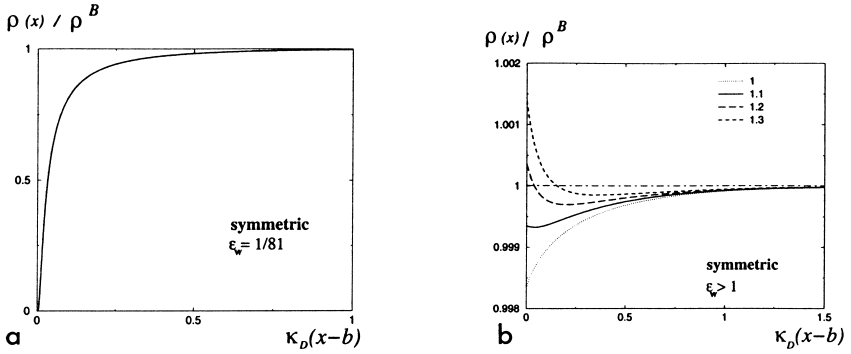 ρ (x) / ρ^B
1
0.5
0
symmetric
ε_w = 1/81
0
0.5
1
a
κ_D(x−b)
ρ (x) / ρ^B
1.002
1.001
1
0.999
0.998
1
1.1
1.2
1.3
symmetric
ε_w > 1
0
0.5
1
1.5
b
κ_D(x−b)